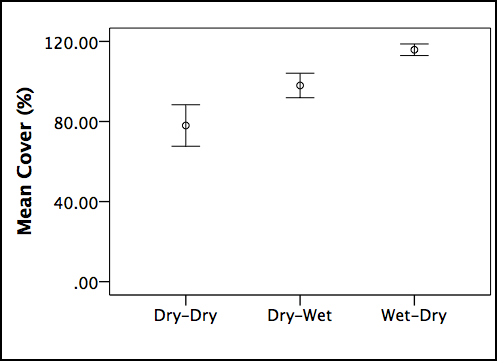 Mean Cover (%)
120.00
80.00
40.00
.00
Dry-Dry
Dry-Wet
Wet-Dry